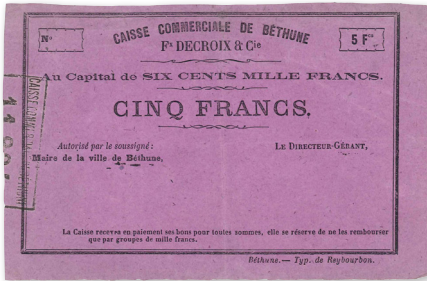 CAISSE COMMERCIALE DE BÉTHUNE
No
Fs DECROIX & Cie
5 Fcs
Au Capital de SIX CENTS MILLE FRANCS.
CINQ FRANCS.
Autorisé par le soussigné :
LE DIRECTEUR-GÉRANT,
Maire de la ville de Béthune,
La Caisse recevra en paiement ses bons pour toutes sommes, elle se réserve de ne les rembourser
que par groupes de mille francs.
Béthune.— Typ. de Reybourbon.